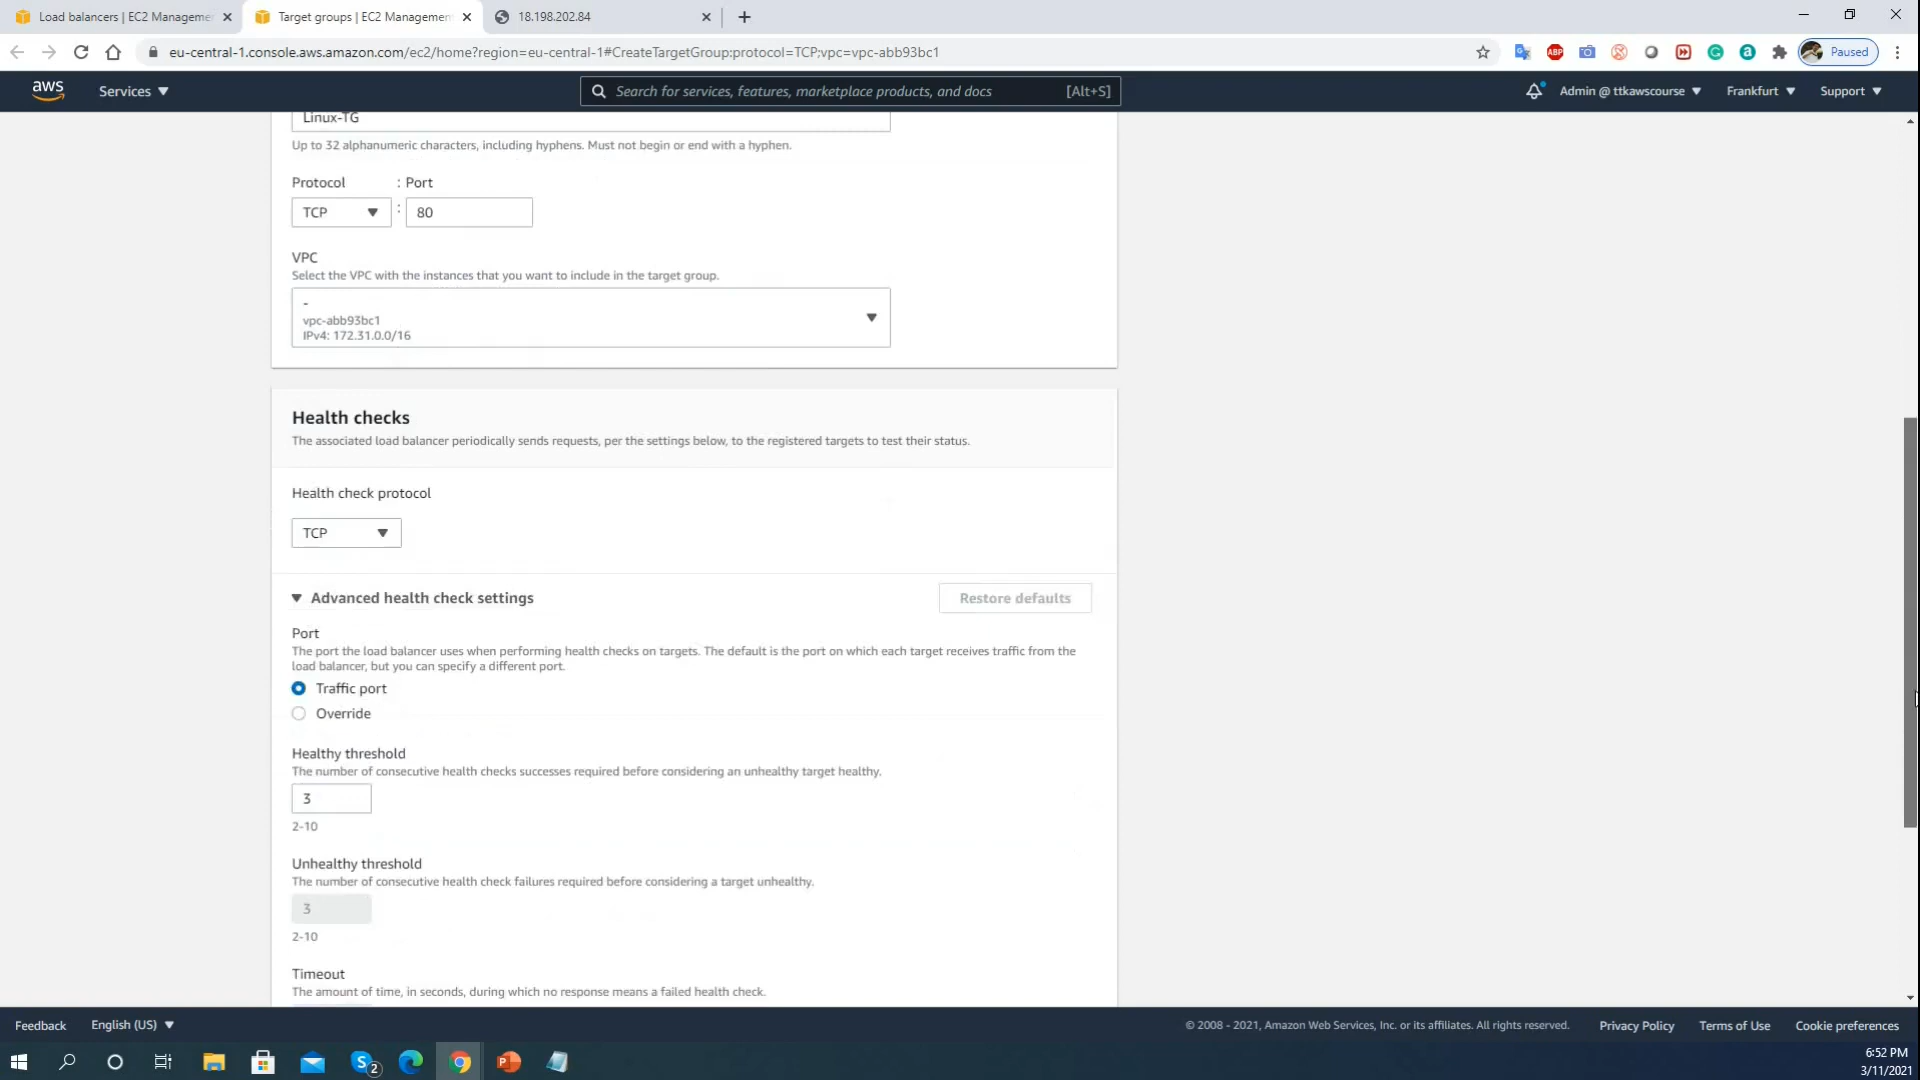 Load balancers | EC2 Manageme
Target groups | EC2 Management
18.198.202.84
eu-central-1.console.aws.amazon.com/ec2/home?region=eu-central-1#CreateTargetGroup:protocol=TCP;vpc=vpc-abb93bc1
ABP
Paused
aws
Services
Search for services, features, marketplace products, and docs
[Alt+S]
Admin @ ttkawscourse
Frankfurt
Support
Linux-TG
Up to 32 alphanumeric characters, including hyphens. Must not begin or end with a hyphen.
Protocol : Port
TCP : 80
VPC
Select the VPC with the instances that you want to include in the target group.
-
vpc-abb93bc1
IPv4: 172.31.0.0/16
Health checks
The associated load balancer periodically sends requests, per the settings below, to the registered targets to test their status.
Health check protocol
TCP
Advanced health check settings
Restore defaults
Port
The port the load balancer uses when performing health checks on targets. The default is the port on which each target receives traffic from the
load balancer, but you can specify a different port.
Traffic port
Override
Healthy threshold
The number of consecutive health checks successes required before considering an unhealthy target healthy.
3
2-10
Unhealthy threshold
The number of consecutive health check failures required before considering a target unhealthy.
3
2-10
Timeout
The amount of time, in seconds, during which no response means a failed health check.
Feedback
English (US)
© 2008 - 2021, Amazon Web Services, Inc. or its affiliates. All rights reserved.
Privacy Policy
Terms of Use
Cookie preferences
S 2
6:52 PM
3/11/2021